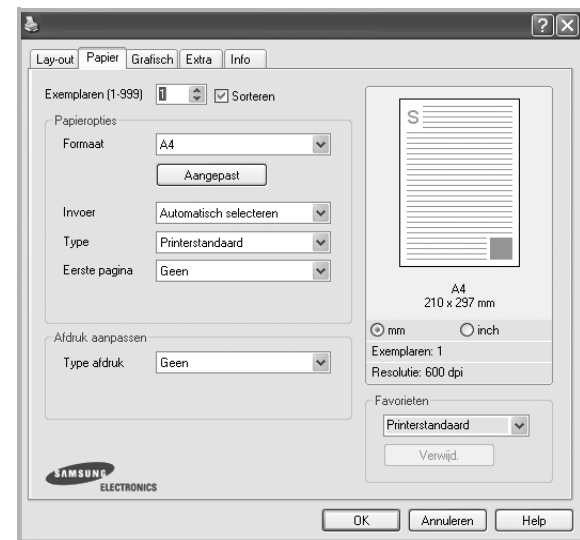 Lay-out Papier Grafisch Extra Info
Exemplaren (1-999) 1 Sorteren
Papieropties
Formaat A4
Aangepast
Invoer Automatisch selecteren
Type Printerstandaard
Eerste pagina Geen
Afdruk aanpassen
Type afdruk Geen
SAMSUNG
ELECTRONICS
S
A4
210 x 297 mm
mm inch
Exemplaren: 1
Resolutie: 600 dpi
Favorieten
Printerstandaard
Verwijd.
OK Annuleren Help